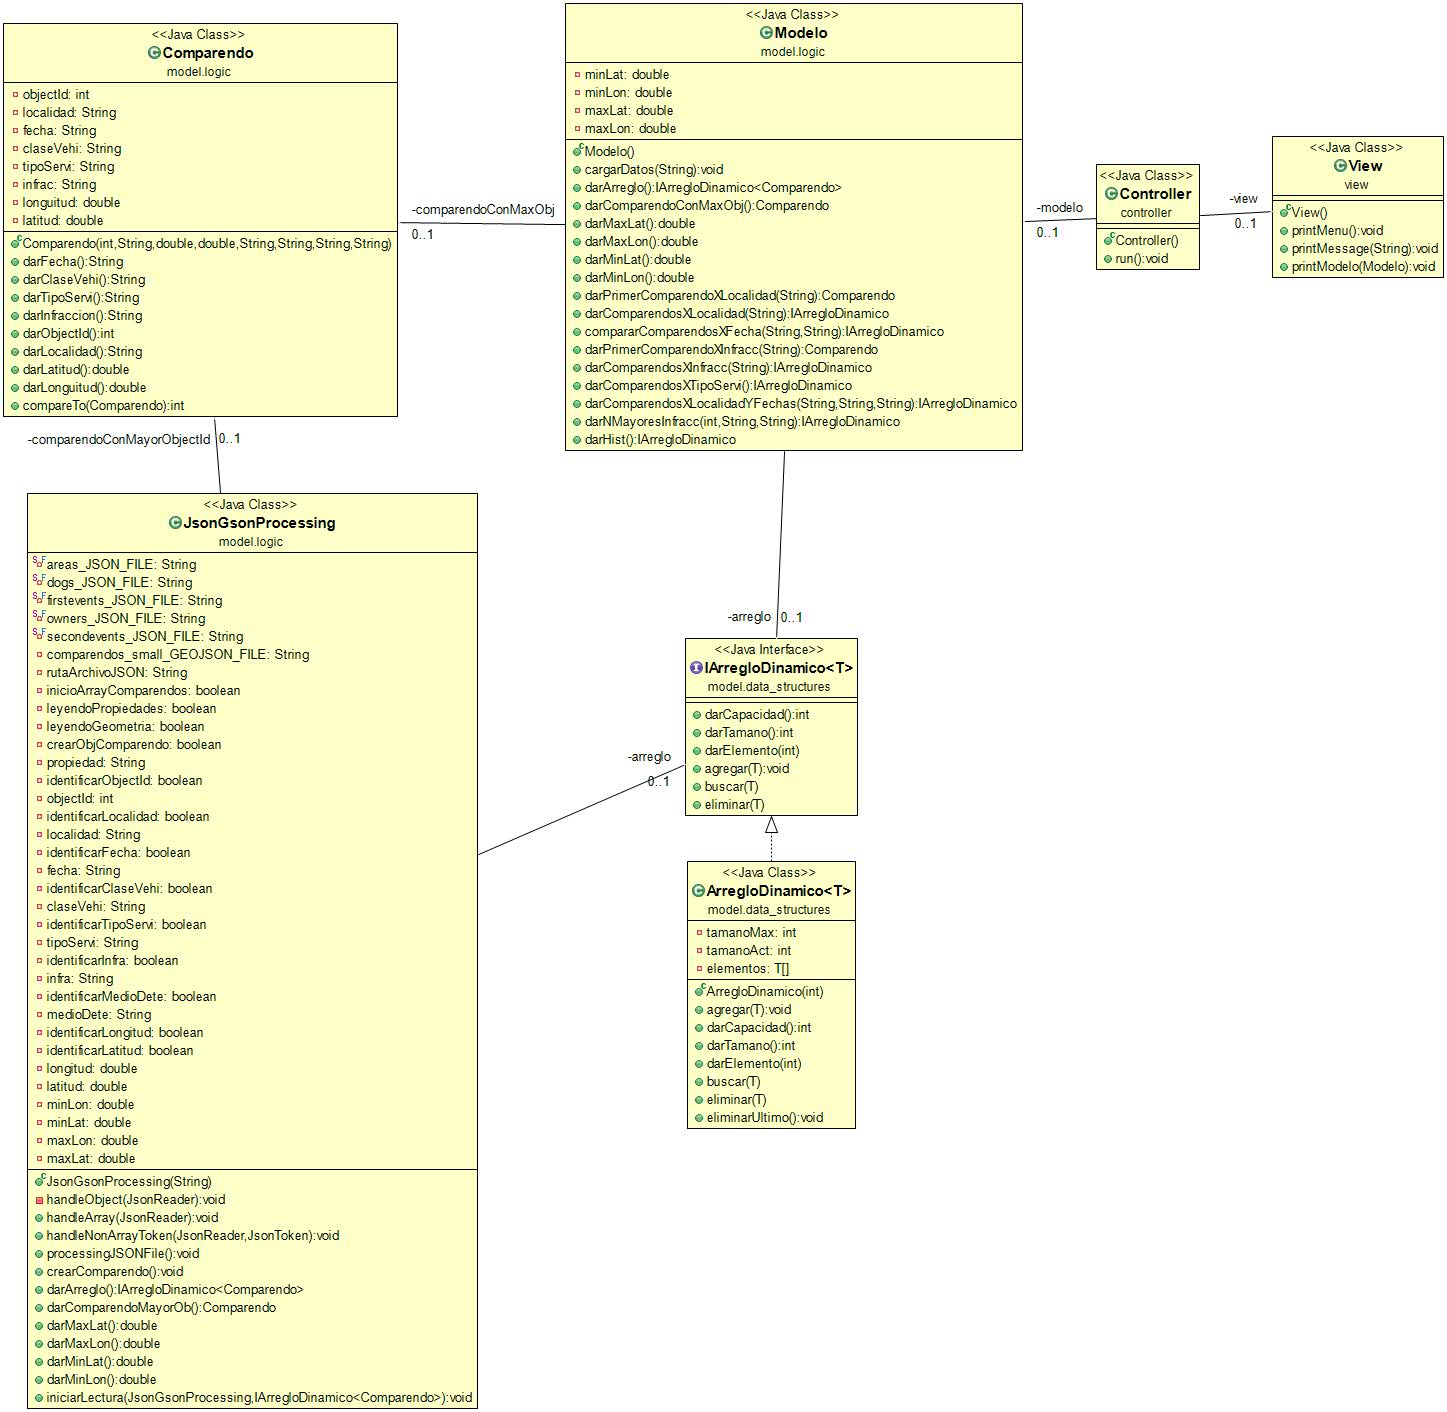 <<Java Class>>
Comparendo
model.logic
objectId: int
localidad: String
fecha: String
claseVehi: String
tipoServi: String
infrac: String
longuitud: double
latitud: double
Comparendo(int,String,double,double,String,String,String,String)
darFecha():String
darClaseVehi():String
darTipoServi():String
darInfraccion():String
darObjectId():int
darLocalidad():String
darLatitud():double
darLonguitud():double
compareTo(Comparendo):int
-comparendoConMaxObj
0..1
<<Java Class>>
Modelo
model.logic
minLat: double
minLon: double
maxLat: double
maxLon: double
Modelo()
cargarDatos(String):void
darArreglo():IArregloDinamico<Comparendo>
darComparendoConMaxObj():Comparendo
darMaxLat():double
darMaxLon():double
darMinLat():double
darMinLon():double
darPrimerComparendoXLocalidad(String):Comparendo
darComparendosXLocalidad(String):IArregloDinamico
compararComparendosXFecha(String,String):IArregloDinamico
darPrimerComparendoXInfracc(String):Comparendo
darComparendosXInfracc(String):IArregloDinamico
darComparendosXTipoServi():IArregloDinamico
darComparendosXLocalidadYFechas(String,String,String):IArregloDinamico
darNMayoresInfracc(int,String,String):IArregloDinamico
darHist():IArregloDinamico
-modelo
0..1
<<Java Class>>
Controller
controller
Controller()
run():void
-view
0..1
<<Java Class>>
View
view
View()
printMenu():void
printMessage(String):void
printModelo(Modelo):void
-comparendoConMayorObjectId 0..1
<<Java Class>>
JsonGsonProcessing
model.logic
areas_JSON_FILE: String
dogs_JSON_FILE: String
firstevents_JSON_FILE: String
owners_JSON_FILE: String
secondevents_JSON_FILE: String
comparendos_small_GEOJSON_FILE: String
rutaArchivoJSON: String
inicioArrayComparendos: boolean
leyendoPropiedades: boolean
leyendoGeometria: boolean
crearObjComparendo: boolean
propiedad: String
identificarObjectId: boolean
objectId: int
identificarLocalidad: boolean
localidad: String
identificarFecha: boolean
fecha: String
identificarClaseVehi: boolean
claseVehi: String
identificarTipoServi: boolean
tipoServi: String
identificarInfra: boolean
infra: String
identificarMedioDete: boolean
medioDete: String
identificarLongitud: boolean
identificarLatitud: boolean
longitud: double
latitud: double
minLon: double
minLat: double
maxLon: double
maxLat: double
JsonGsonProcessing(String)
handleObject(JsonReader):void
handleArray(JsonReader):void
handleNonArrayToken(JsonReader,JsonToken):void
processingJSONFile():void
crearComparendo():void
darArreglo():IArregloDinamico<Comparendo>
darComparendoMayorOb():Comparendo
darMaxLat():double
darMaxLon():double
darMinLat():double
darMinLon():double
iniciarLectura(JsonGsonProcessing,IArregloDinamico<Comparendo>):void
-arreglo 0..1
<<Java Interface>>
IArregloDinamico<T>
model.data_structures
darCapacidad():int
darTamano():int
darElemento(int)
agregar(T):void
buscar(T)
eliminar(T)
-arreglo
0..1
<<Java Class>>
ArregloDinamico<T>
model.data_structures
tamanoMax: int
tamanoAct: int
elementos: T[]
ArregloDinamico(int)
agregar(T):void
darCapacidad():int
darTamano():int
darElemento(int)
buscar(T)
eliminar(T)
eliminarUltimo():void